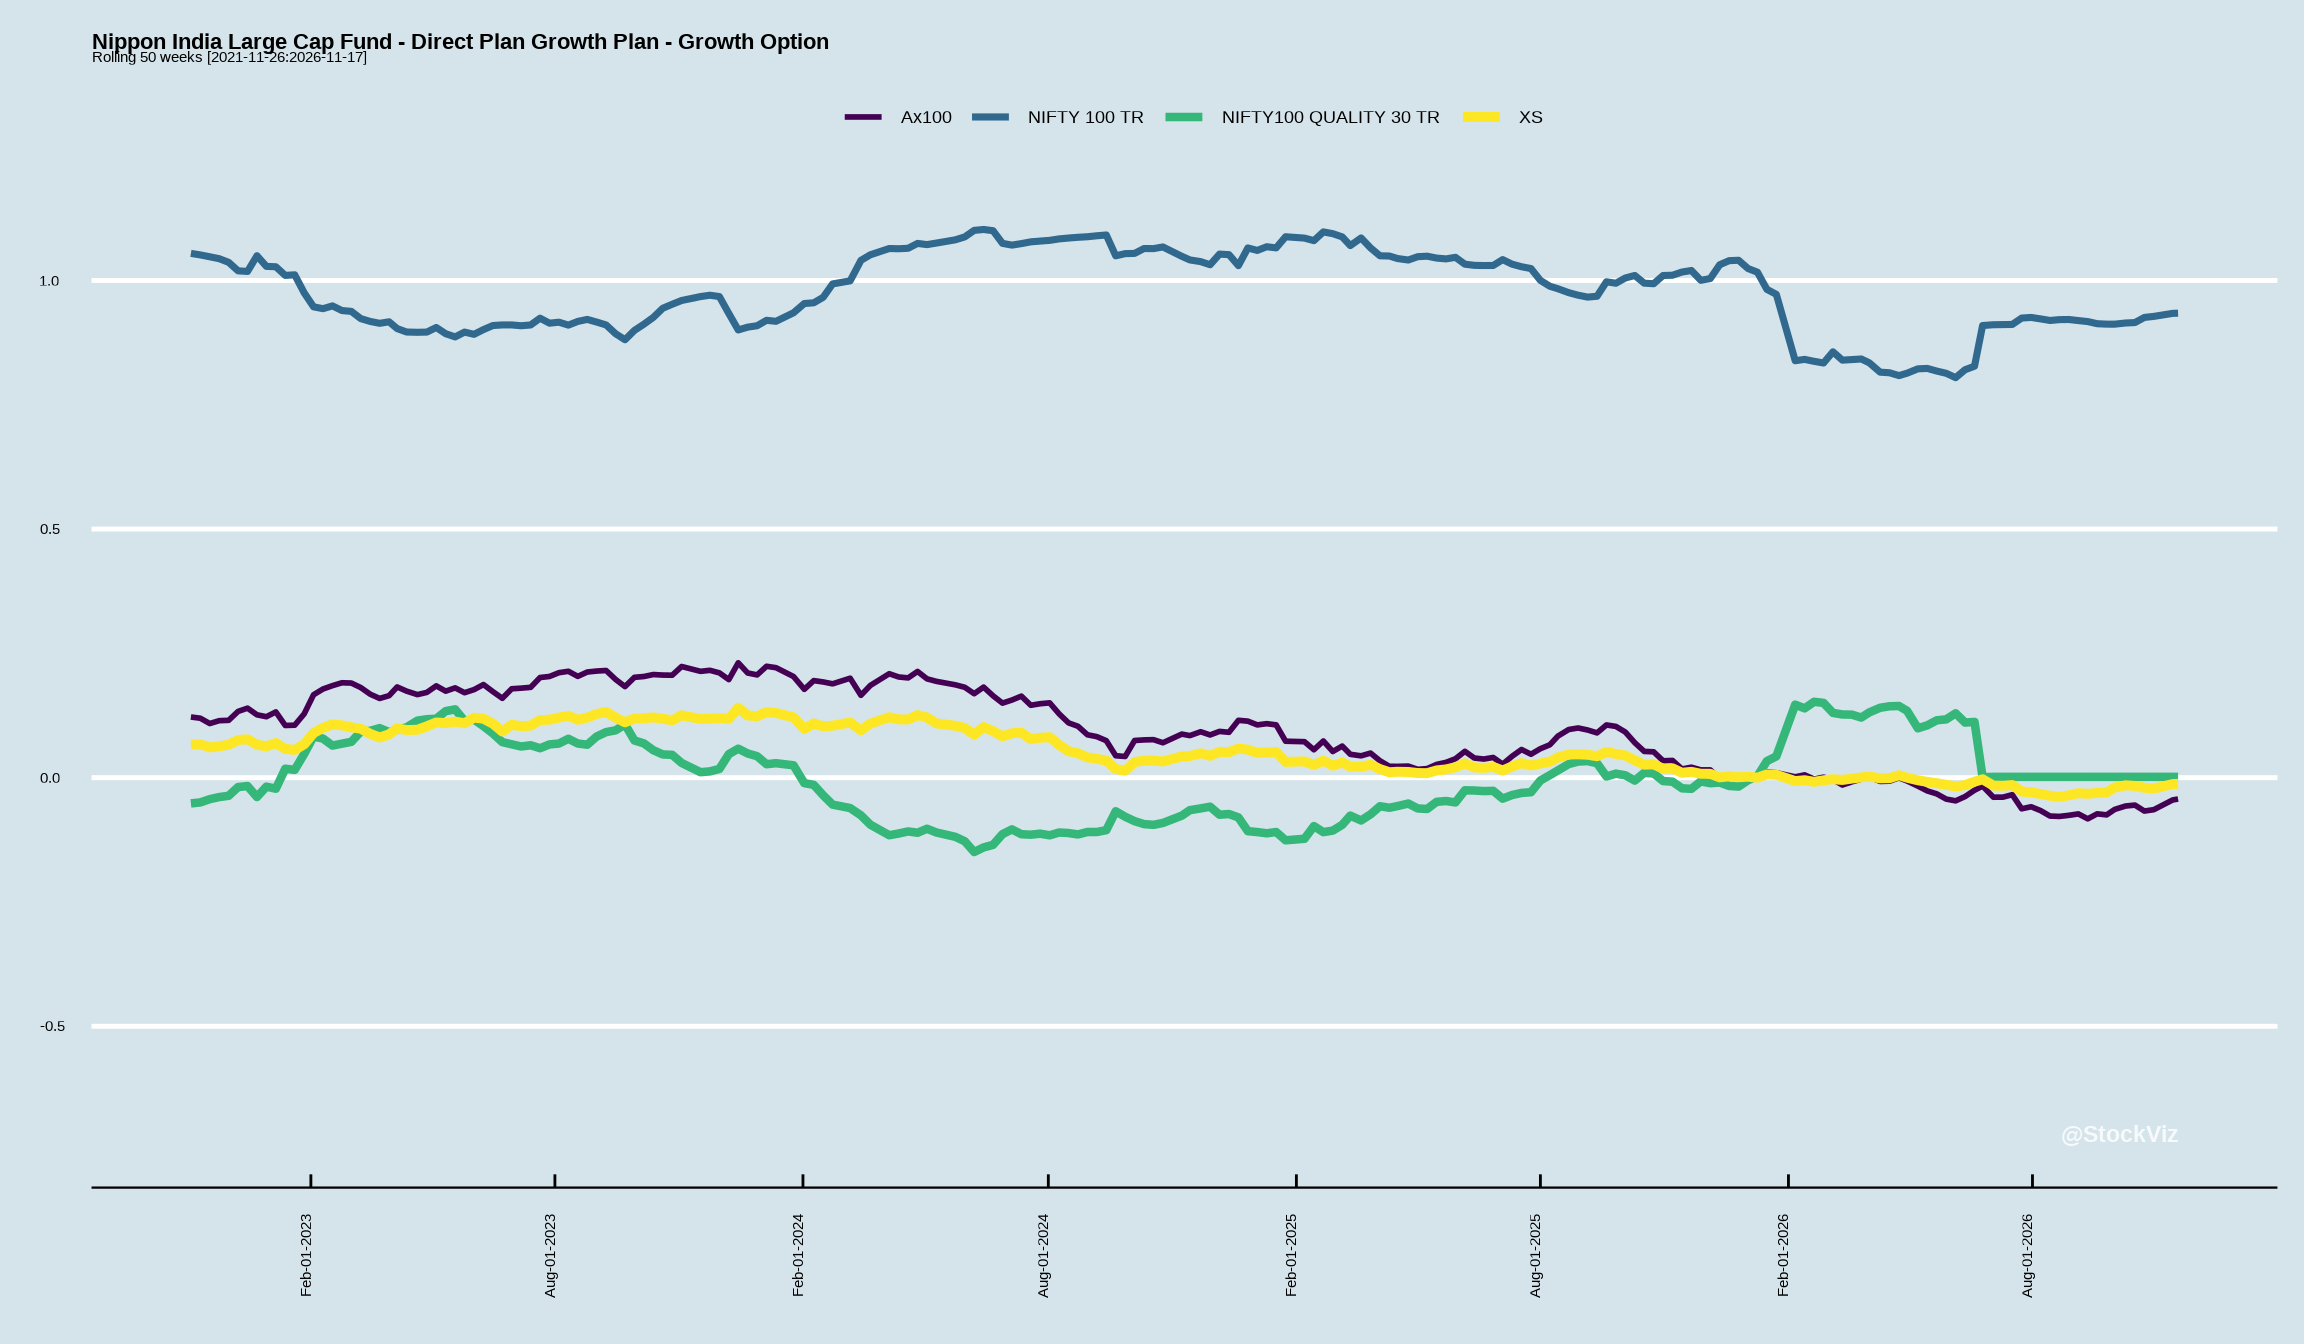 Nippon India Large Cap Fund - Direct Plan Growth Plan - Growth Option
Rolling 50 weeks [2021-11-26:2026-11-17]
Ax100 NIFTY 100 TR NIFTY100 QUALITY 30 TR XS
1.0
0.5
0.0
-0.5
@StockViz
Feb-01-2023
Aug-01-2023
Feb-01-2024
Aug-01-2024
Feb-01-2025
Aug-01-2025
Feb-01-2026
Aug-01-2026